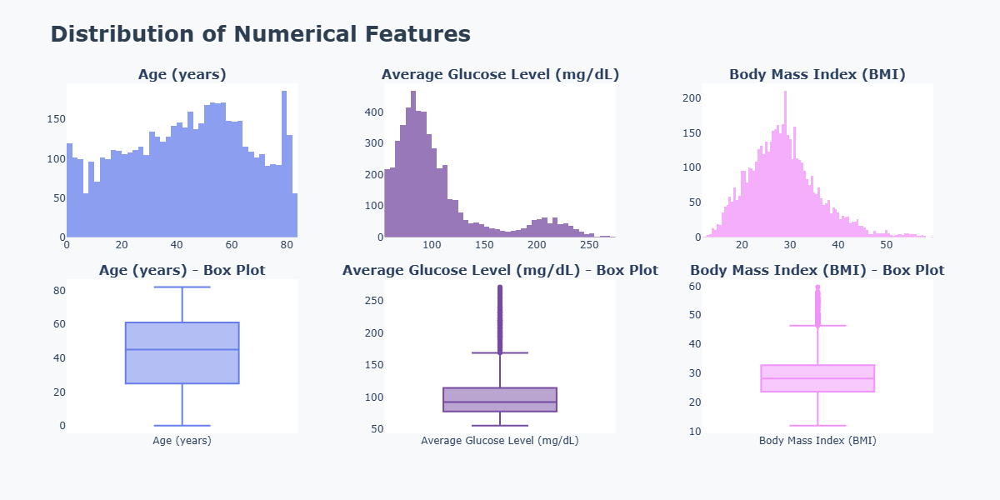 Distribution of Numerical Features
Age (years)
Average Glucose Level (mg/dL)
Body Mass Index (BMI)
150
100
50
0
0 20 40 60 80
400
300
200
100
0
100 150 200 250
200
150
100
50
0
20 30 40 50
Age (years) - Box Plot
Average Glucose Level (mg/dL) - Box Plot
Body Mass Index (BMI) - Box Plot
80
60
40
20
0
Age (years)
250
200
150
100
50
Average Glucose Level (mg/dL)
60
50
40
30
20
10
Body Mass Index (BMI)